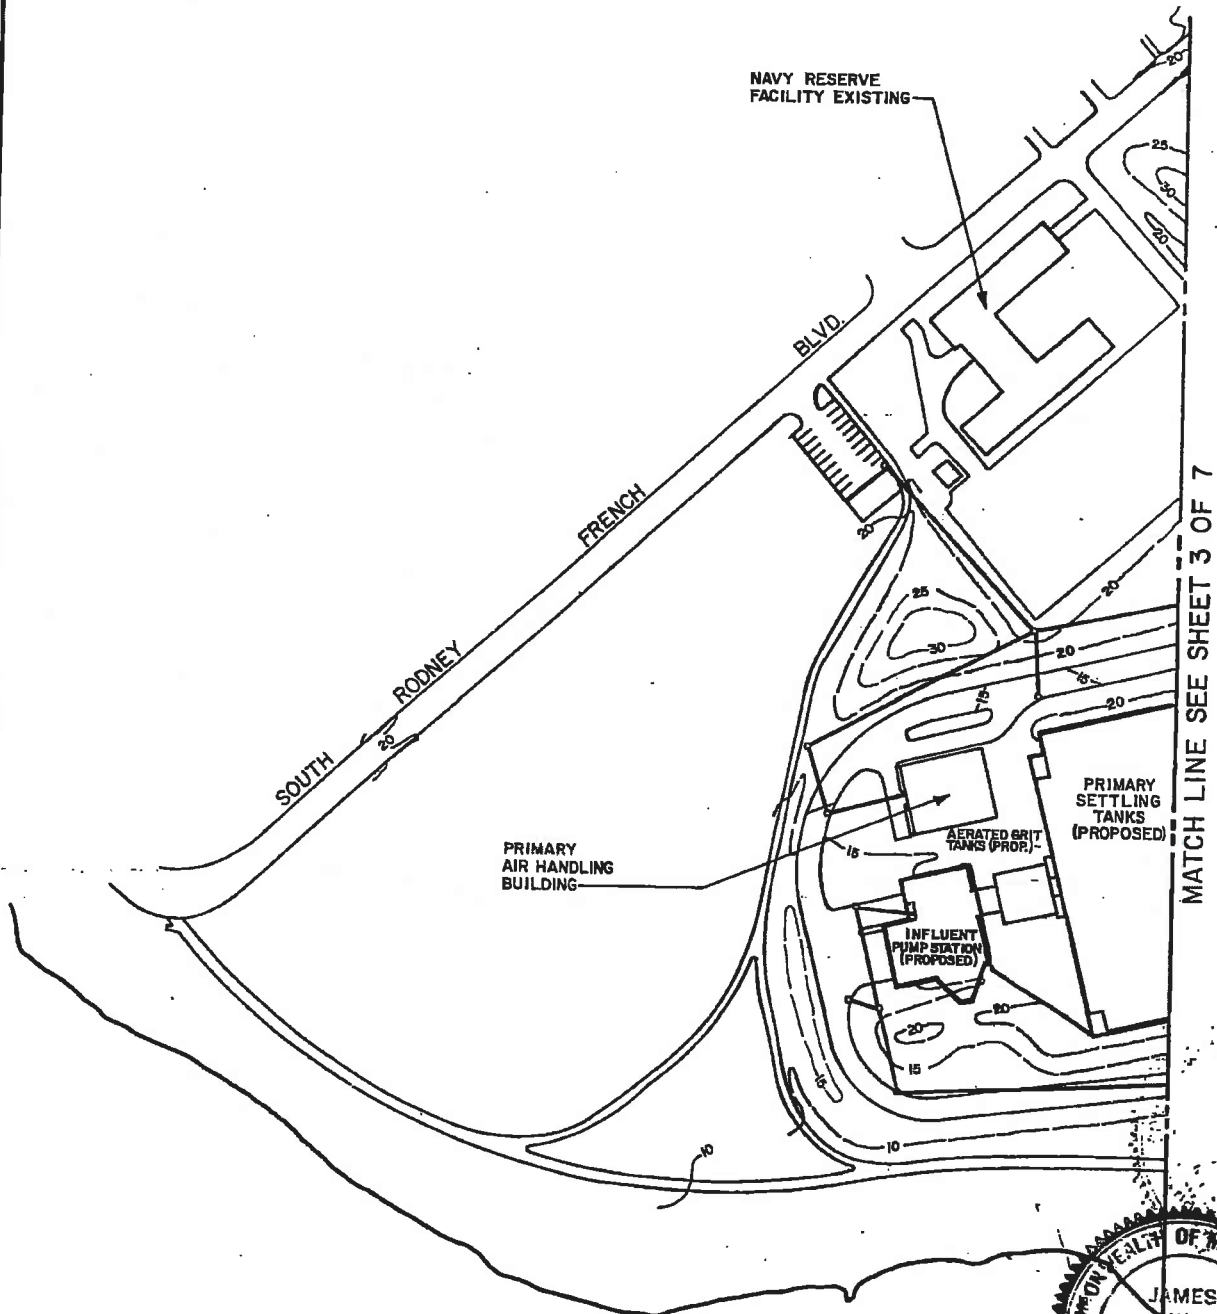 NAVY RESERVE
FACILITY EXISTING
20
25
30
20
BLVD.
FRENCH
RODNEY
SOUTH
20
20
25
30
20
20
15
15
20
MATCH LINE SEE SHEET 3 OF 7
PRIMARY
SETTLING
TANKS
(PROPOSED)
AERATED GRIT
TANKS (PROP.)
PRIMARY
AIR HANDLING
BUILDING
15
INFLUENT
PUMP STATION
(PROPOSED)
20
20
15
15
10
10
JAMES